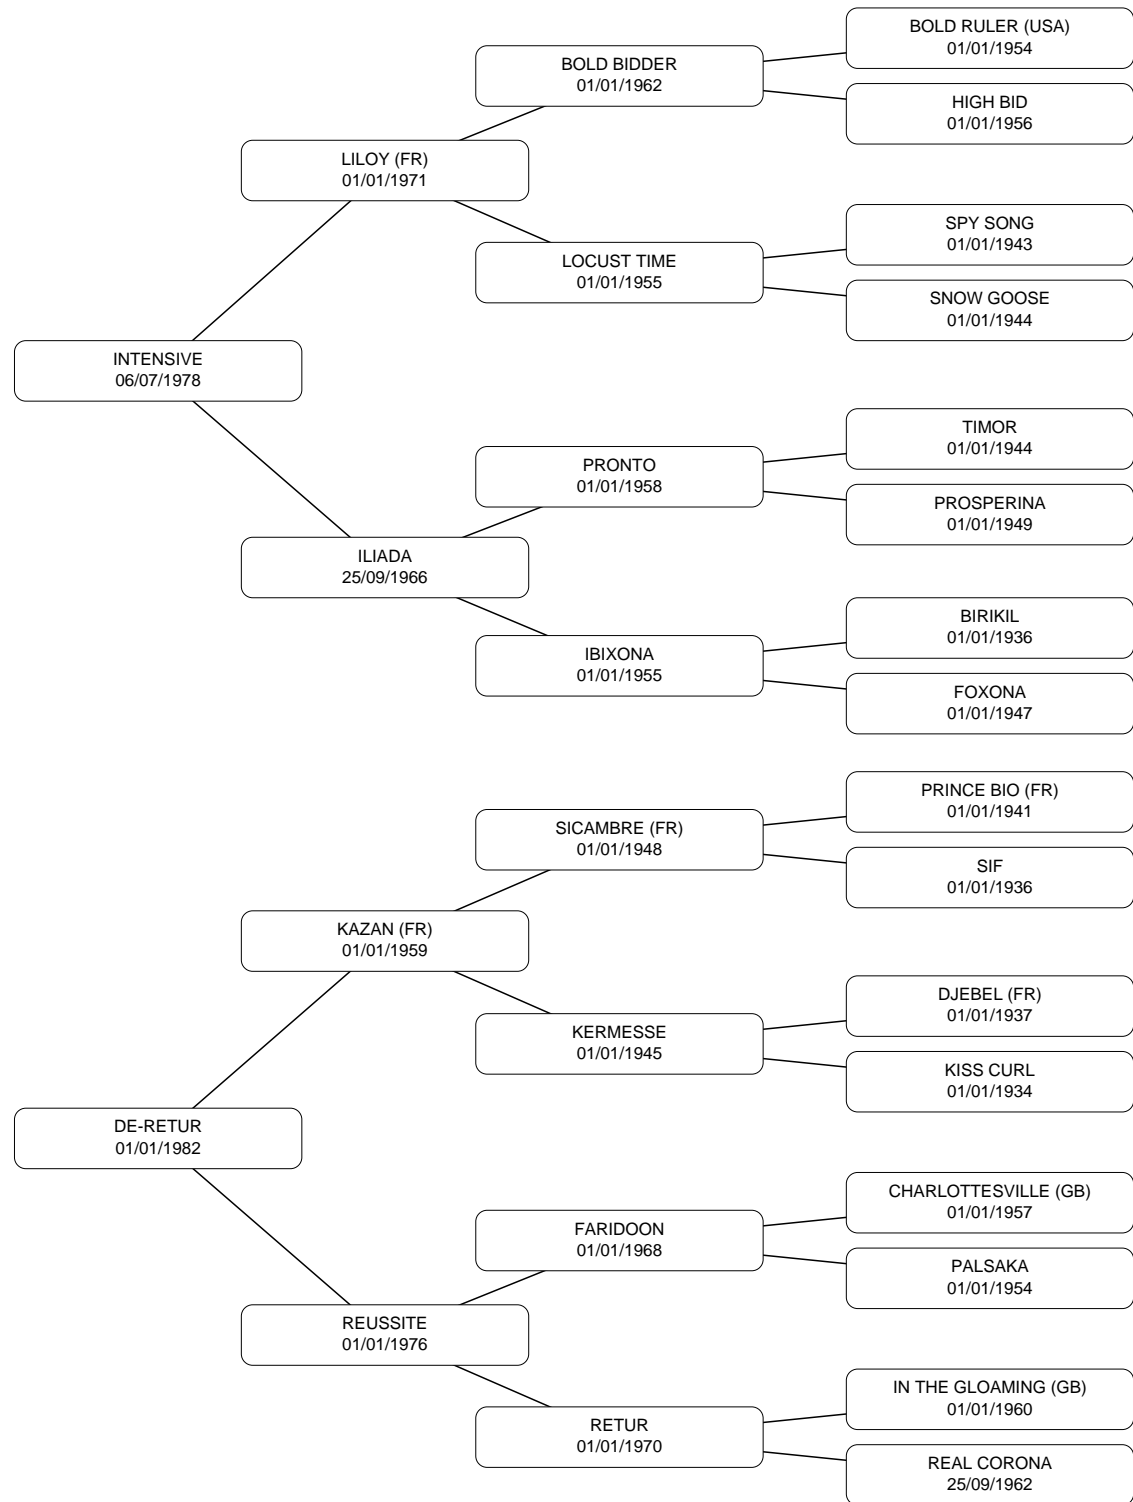 BOLD RULER (USA)
01/01/1954
BOLD BIDDER
01/01/1962
HIGH BID
01/01/1956
LILOY (FR)
01/01/1971
SPY SONG
01/01/1943
LOCUST TIME
01/01/1955
SNOW GOOSE
01/01/1944
INTENSIVE
06/07/1978
TIMOR
01/01/1944
PRONTO
01/01/1958
PROSPERINA
01/01/1949
ILIADA
25/09/1966
BIRIKIL
01/01/1936
IBIXONA
01/01/1955
FOXONA
01/01/1947
PRINCE BIO (FR)
01/01/1941
SICAMBRE (FR)
01/01/1948
SIF
01/01/1936
KAZAN (FR)
01/01/1959
DJEBEL (FR)
01/01/1937
KERMESSE
01/01/1945
KISS CURL
01/01/1934
DE-RETUR
01/01/1982
CHARLOTTESVILLE (GB)
01/01/1957
FARIDOON
01/01/1968
PALSAKA
01/01/1954
REUSSITE
01/01/1976
IN THE GLOAMING (GB)
01/01/1960
RETUR
01/01/1970
REAL CORONA
25/09/1962